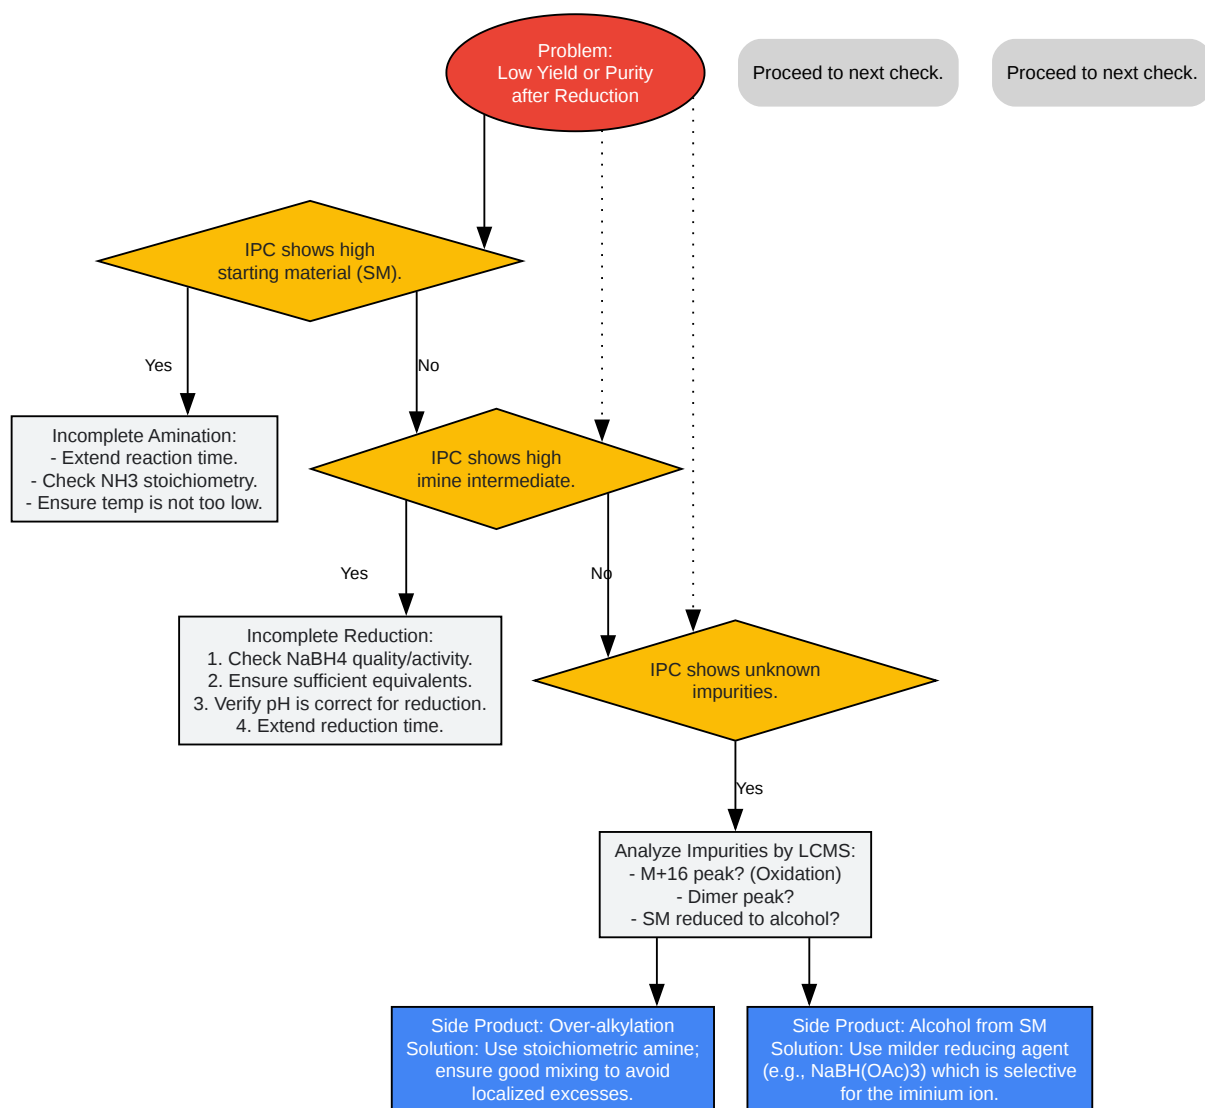 Problem:
Low Yield or Purity
after Reduction
Proceed to next check.
Proceed to next check.
IPC shows high
starting material (SM).
Yes
No
Incomplete Amination:
- Extend reaction time.
- Check NH3 stoichiometry.
- Ensure temp is not too low.
IPC shows high
imine intermediate.
Yes
No
Incomplete Reduction:
1. Check NaBH4 quality/activity.
2. Ensure sufficient equivalents.
3. Verify pH is correct for reduction.
4. Extend reduction time.
IPC shows unknown
impurities.
Yes
Analyze Impurities by LCMS:
- M+16 peak? (Oxidation)
- Dimer peak?
- SM reduced to alcohol?
Side Product: Over-alkylation
Solution: Use stoichiometric amine;
ensure good mixing to avoid
localized excesses.
Side Product: Alcohol from SM
Solution: Use milder reducing agent
(e.g., NaBH(OAc)3) which is selective
for the iminium ion.